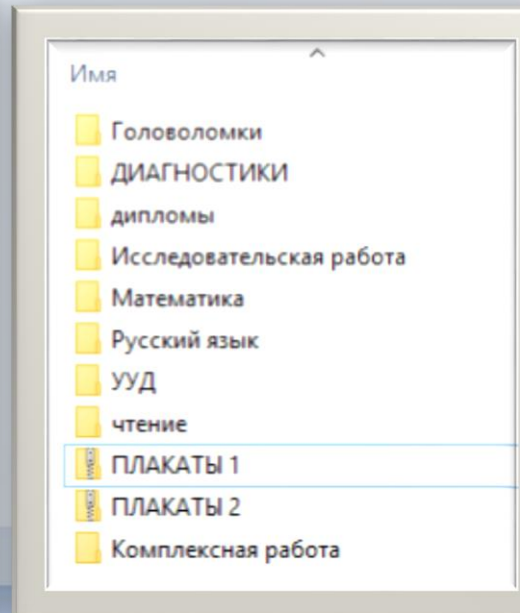 Имя
Головоломки
ДИАГНОСТИКИ
дипломы
Исследовательская работа
Математика
Русский язык
УУД
чтение
ПЛАКАТЫ 1
ПЛАКАТЫ 2
Комплексная работа